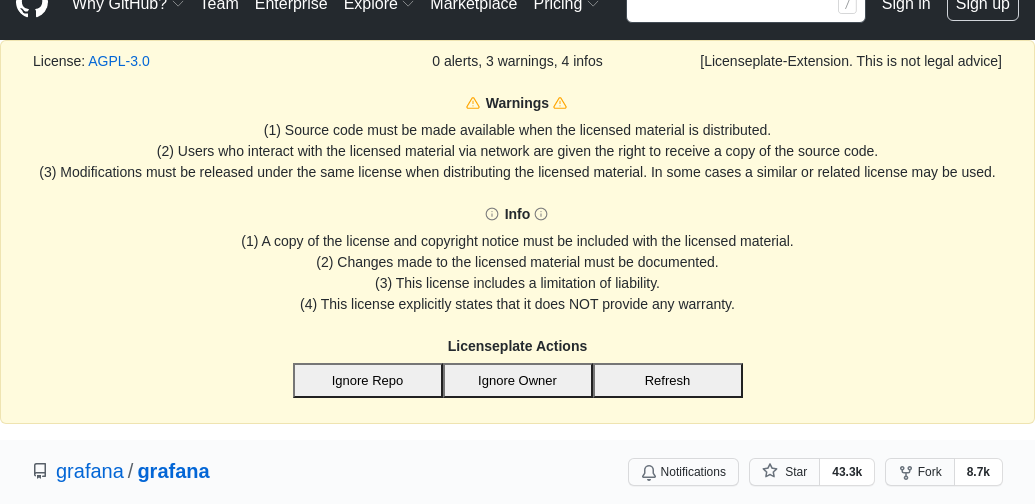 Why GitHub? Team Enterprise Explore Marketplace Pricing / Sign in Sign up
License: AGPL-3.0 0 alerts, 3 warnings, 4 infos [Licenseplate-Extension. This is not legal advice]
Warnings
(1) Source code must be made available when the licensed material is distributed.
(2) Users who interact with the licensed material via network are given the right to receive a copy of the source code.
(3) Modifications must be released under the same license when distributing the licensed material. In some cases a similar or related license may be used.
Info
(1) A copy of the license and copyright notice must be included with the licensed material.
(2) Changes made to the licensed material must be documented.
(3) This license includes a limitation of liability.
(4) This license explicitly states that it does NOT provide any warranty.
Licenseplate Actions
Ignore Repo Ignore Owner Refresh
grafana / grafana Notifications Star 43.3k Fork 8.7k